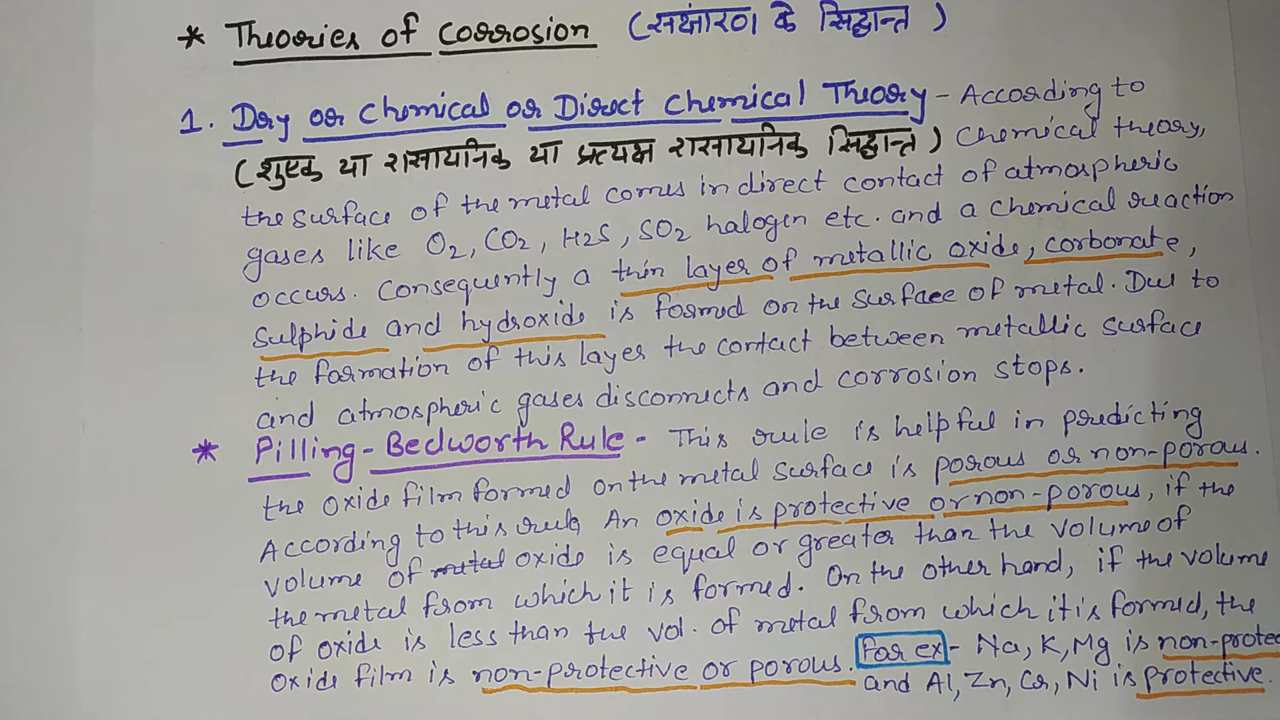 * Theories of Corrosion (संक्षारण के सिद्धान्त)
1. Dry or Chemical or Direct Chemical Theory - According to
(शुष्क या रासायनिक या प्रत्यक्ष रासायनिक सिद्धान्त) Chemical theory,
the surface of the metal comes in direct contact of atmospheric
gases like O2, CO2, H2S, SO2 halogen etc. and a chemical reaction
occurs. Consequently a thin layer of metallic oxide, corbonate,
sulphide and hydroxide is formed on the surface of metal. Due to
the formation of this layer the contact between metallic surface
and atmospheric gases disconnects and corrosion stops.
* Pilling-Bedworth Rule - This rule is helpful in predicting
the oxide film formed on the metal surface is porous or non-porous.
According to this rule, An oxide is protective or non-porous, if the
volume of metal oxide is equal or greater than the volume of
the metal from which it is formed. On the other hand, if the volume
of oxide is less than the vol. of metal from which it is formed, the
oxide film is non-protective or porous. For ex - Na, K, Mg is non-protec
and Al, Zn, Cr, Ni is protective.